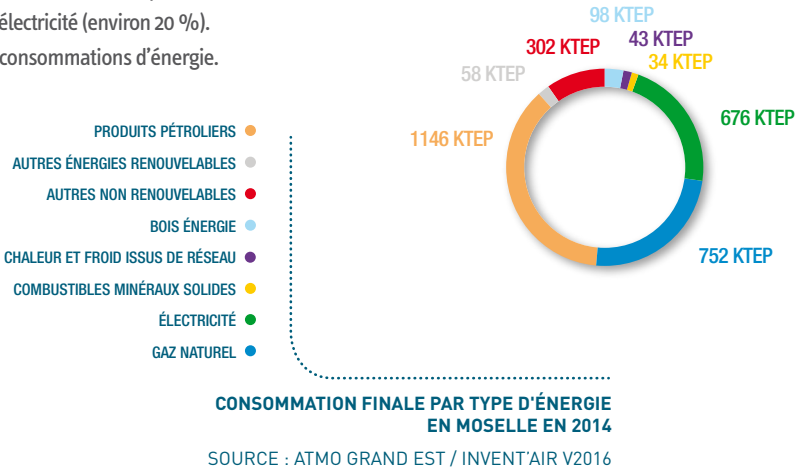 électricité (environ 20 %).
consommations d'énergie.
98 KTEP
302 KTEP
43 KTEP
34 KTEP
58 KTEP
676 KTEP
1146 KTEP
752 KTEP
PRODUITS PÉTROLIERS
AUTRES ÉNERGIES RENOUVELABLES
AUTRES NON RENOUVELABLES
BOIS ÉNERGIE
CHALEUR ET FROID ISSUS DE RÉSEAU
COMBUSTIBLES MINÉRAUX SOLIDES
ÉLECTRICITÉ
GAZ NATUREL
CONSOMMATION FINALE PAR TYPE D'ÉNERGIE
EN MOSELLE EN 2014
SOURCE : ATMO GRAND EST / INVENT'AIR V2016